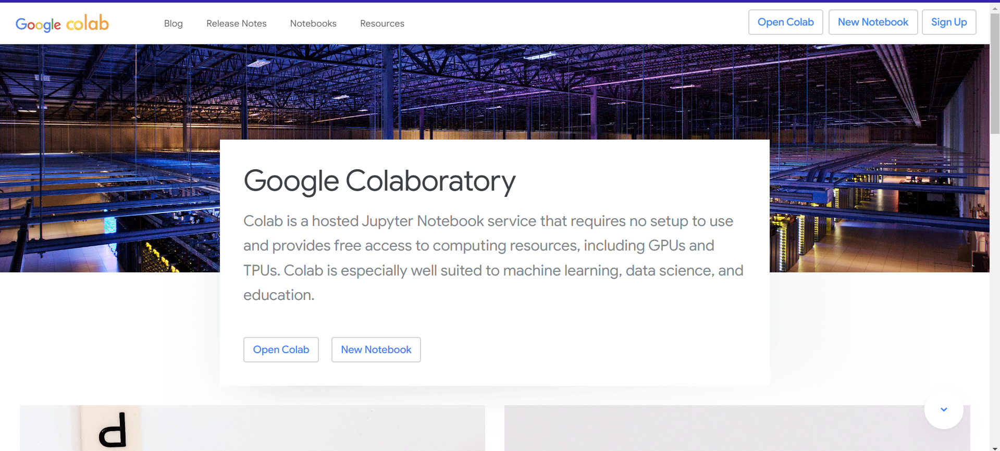 Google colab
Blog
Release Notes
Notebooks
Resources
Open Colab
New Notebook
Sign Up
Google Colaboratory
Colab is a hosted Jupyter Notebook service that requires no setup to use
and provides free access to computing resources, including GPUs and
TPUs. Colab is especially well suited to machine learning, data science, and
education.
Open Colab
New Notebook